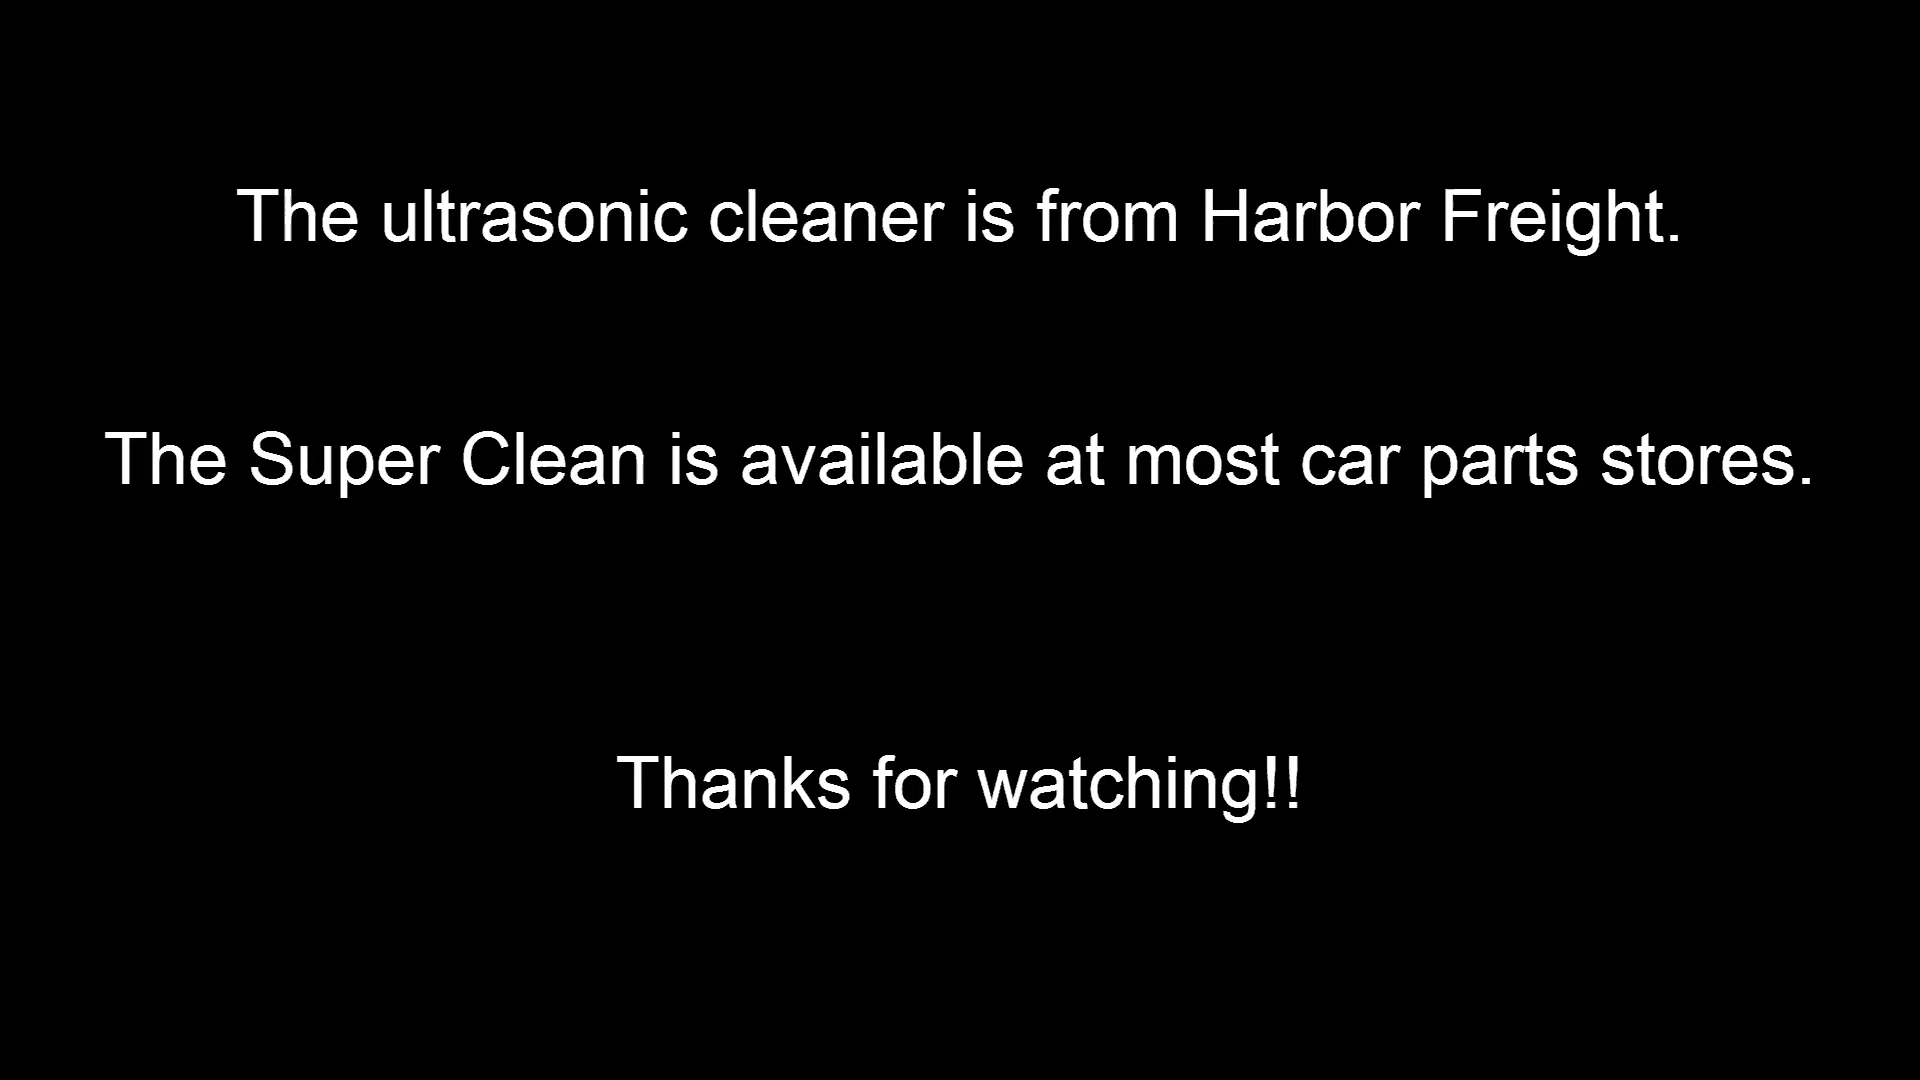 The ultrasonic cleaner is from Harbor Freight.
The Super Clean is available at most car parts stores.
Thanks for watching!!